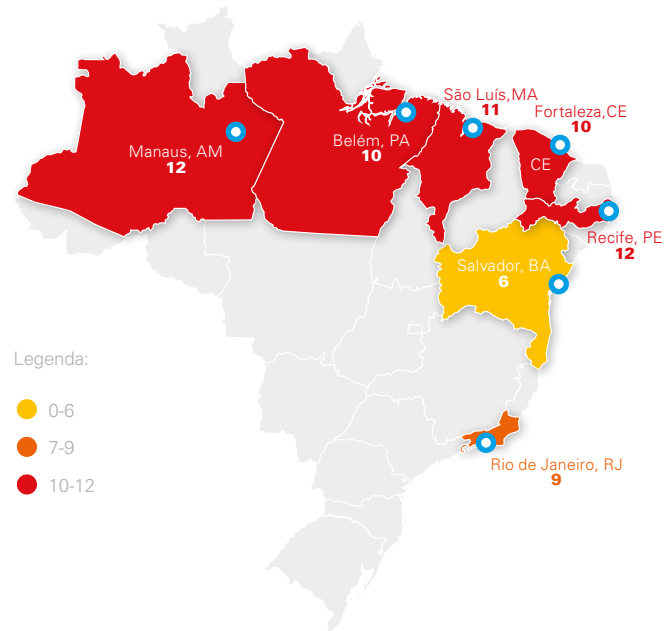 São Luís,MA
11
Fortaleza,CE
10
Manaus, AM
12
Belém, PA
10
CE
Recife, PE
12
Salvador, BA
6
Legenda:
0-6
7-9
10-12
Rio de Janeiro, RJ
9